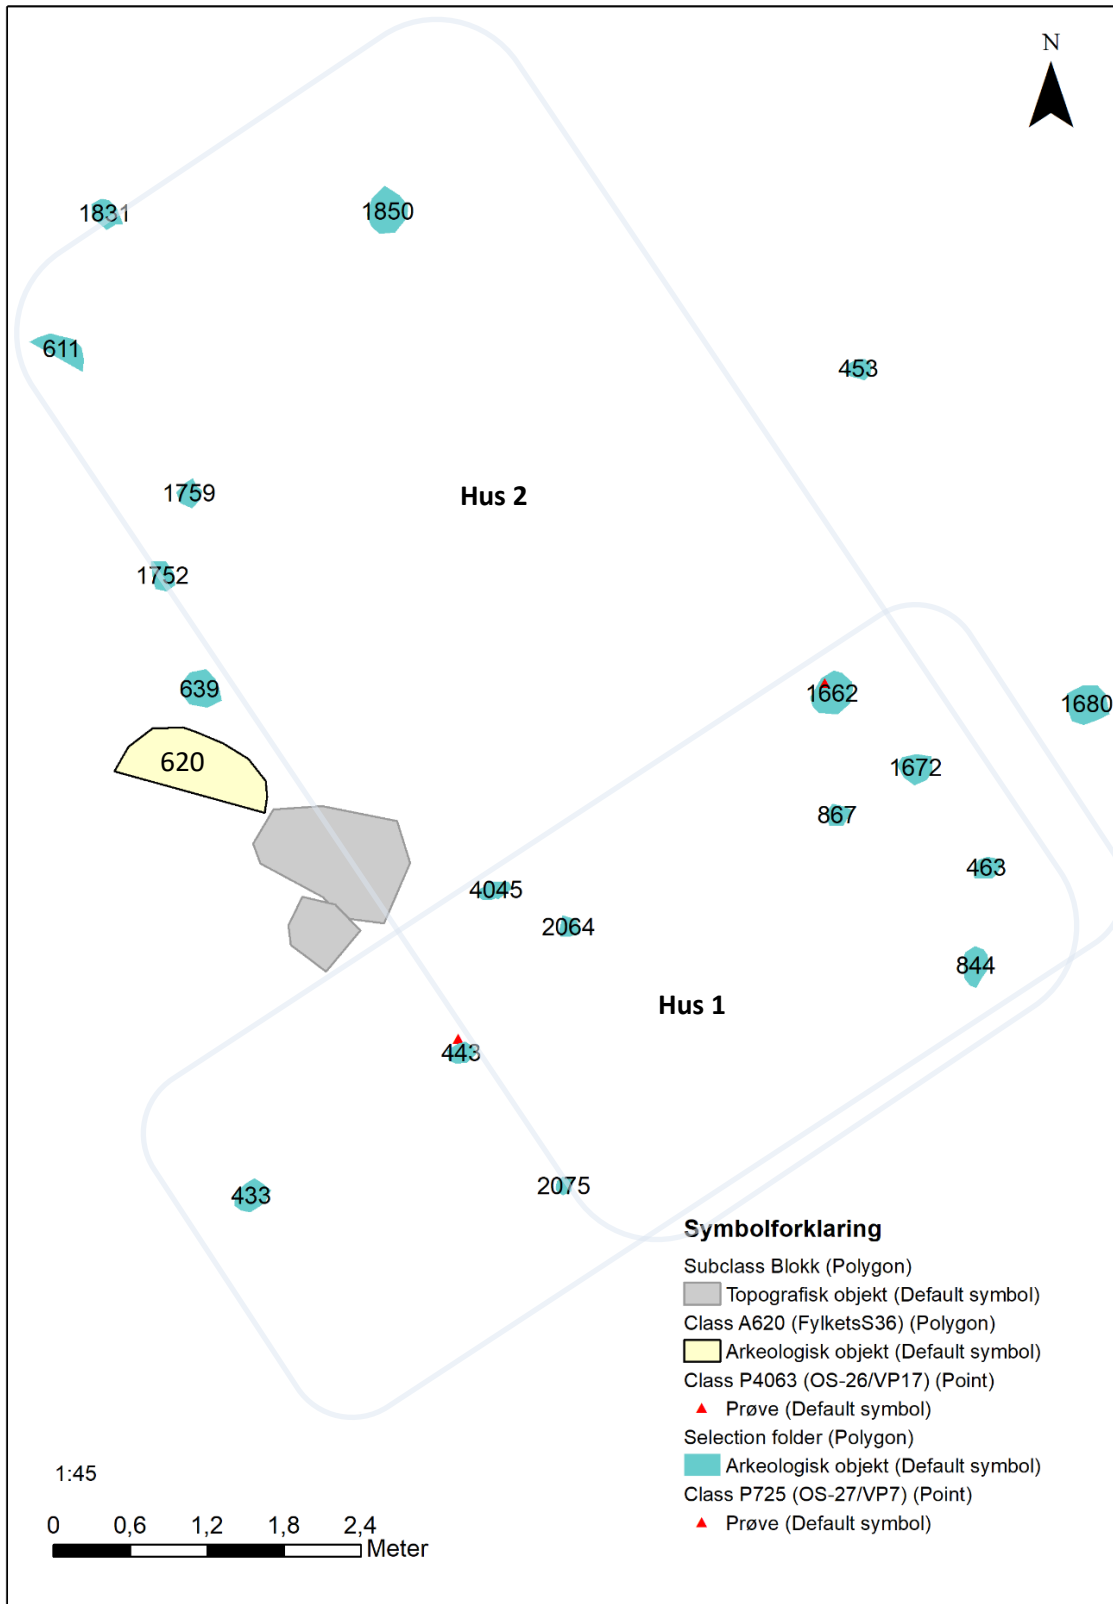 N
1831
1850
611
453
1759
Hus 2
1752
639
1662
1680
620
1672
867
463
4045
2064
844
Hus 1
443
433
2075
Symbolforklaring
Subclass Blokk (Polygon)
Topografisk objekt (Default symbol)
Class A620 (FylketsS36) (Polygon)
Arkeologisk objekt (Default symbol)
Class P4063 (OS-26/VP17) (Point)
Prøve (Default symbol)
Selection folder (Polygon)
Arkeologisk objekt (Default symbol)
Class P725 (OS-27/VP7) (Point)
Prøve (Default symbol)
1:45
0 0,6 1,2 1,8 2,4
Meter